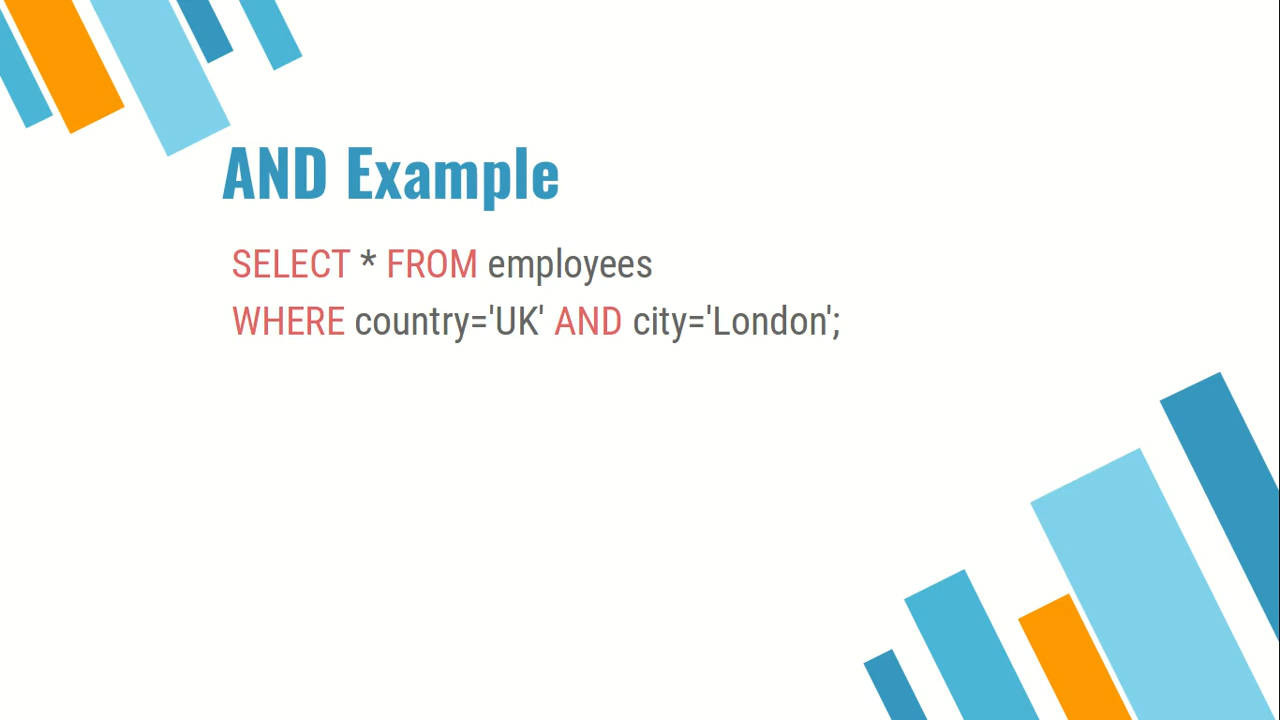 AND Example
SELECT * FROM employees
WHERE country='UK' AND city='London';